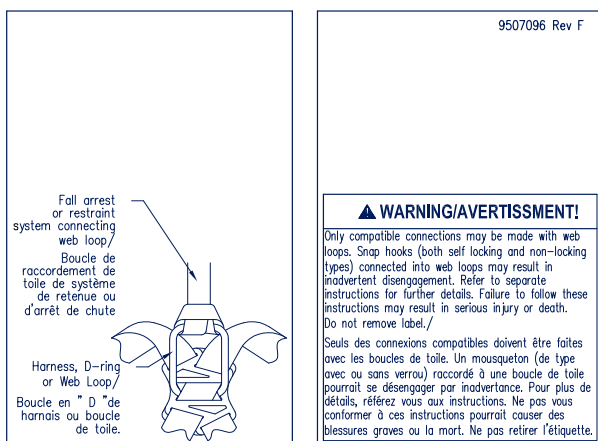 Fall arrest
or restraint
system connecting
web loop/
Boucle de
raccordement de
toile de système
de retenue ou
d'arrêt de chute
Harness, D-ring
or Web Loop/
Boucle en " D "de
harnais ou boucle
de toile.
9507096 Rev F
WARNING/AVERTISSMENT!
Only compatible connections may be made with web
loops. Snap hooks (both self locking and non-locking
types) connected into web loops may result in
inadvertent disengagement. Refer to separate
instructions for further details. Failure to follow these
instructions may result in serious injury or death.
Do not remove label./
Seuls des connexions compatibles doivent être faites
avec les boucles de toile. Un mousqueton (de type
avec ou sans verrou) raccordé à une boucle de toile
pourrait se désengager par inadvertance. Pour plus de
détails, référez vous aux instructions. Ne pas vous
conformer à ces instructions pourrait causer des
blessures graves ou la mort. Ne pas retirer l'étiquette.